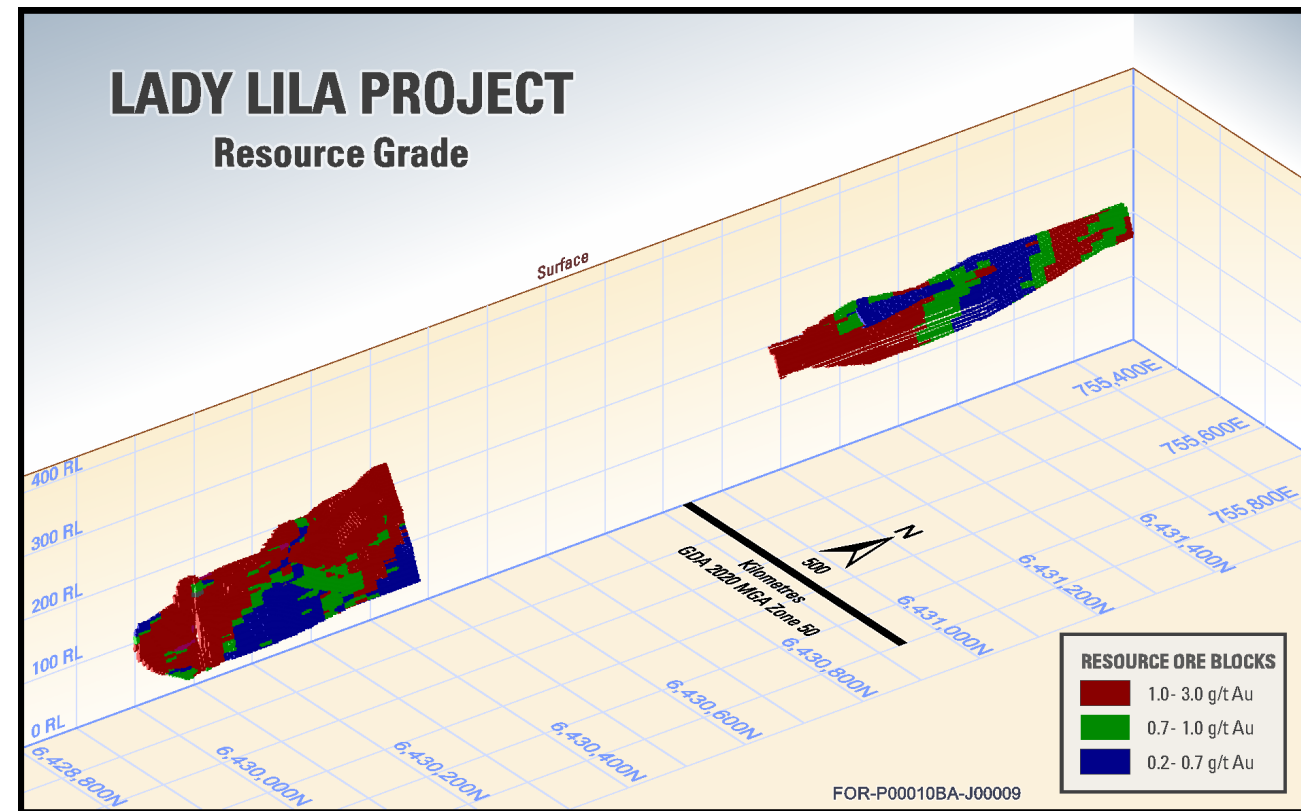 LADY LILA PROJECT
Resource Grade
Surface
400 RL
300 RL
200 RL
100 RL
0 RL
755,400E
755,600E
755,800E
6,431,400N
6,431,200N
6,431,000N
6,430,800N
6,430,600N
6,430,400N
6,430,200N
6,430,000N
6,428,800N
N
500
Kilometres
GDA 2020 MGA Zone 50
RESOURCE ORE BLOCKS
1.0- 3.0 g/t Au
0.7- 1.0 g/t Au
0.2- 0.7 g/t Au
FOR-P00010BA-J00009